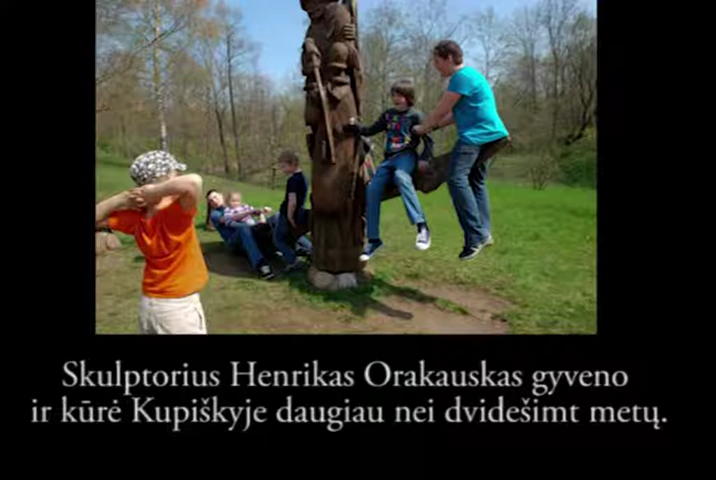 Skulptorius Henrikas Orakauskas gyveno
ir kūrė Kupiškyje daugiau nei dvidešimt metų.